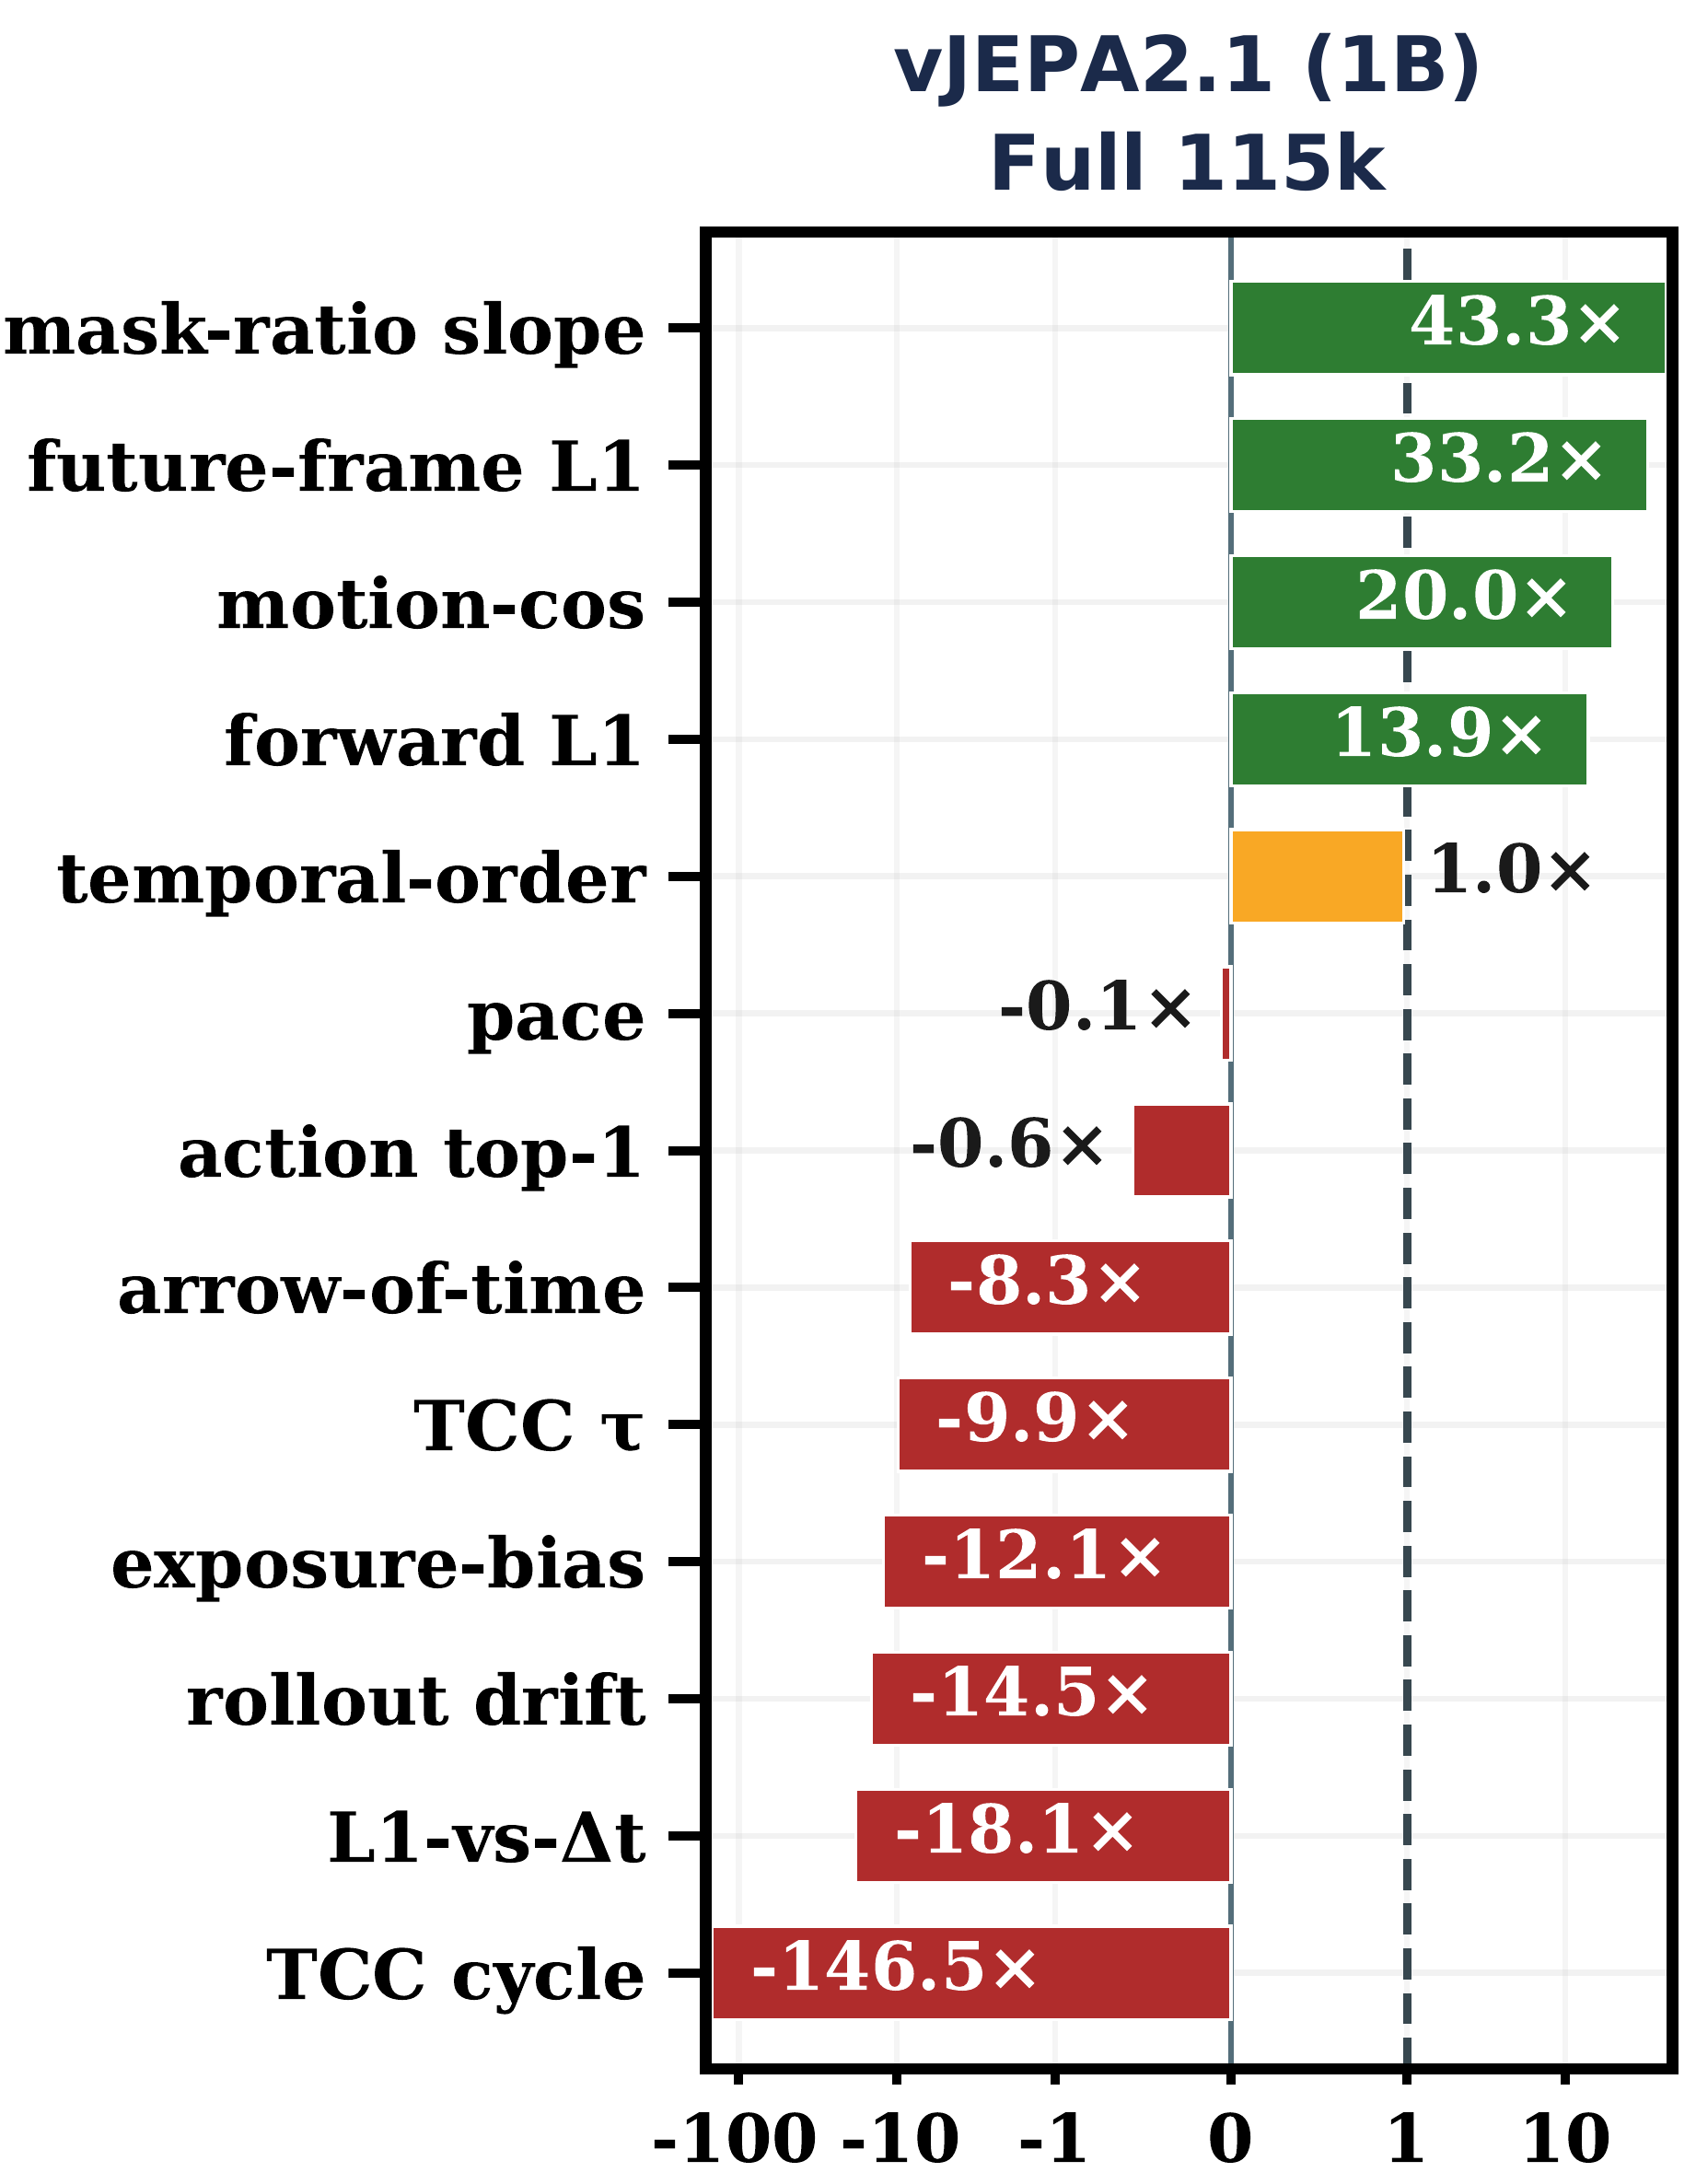 vJEPA2.1 (1B)
Full 115k
mask-ratio slope 43.3×
future-frame L1 33.2×
motion-cos 20.0×
forward L1 13.9×
temporal-order 1.0×
pace -0.1×
action top-1 -0.6×
arrow-of-time -8.3×
TCC τ -9.9×
exposure-bias -12.1×
rollout drift -14.5×
L1-vs-Δt -18.1×
TCC cycle -146.5×
-100 -10 -1 0 1 10